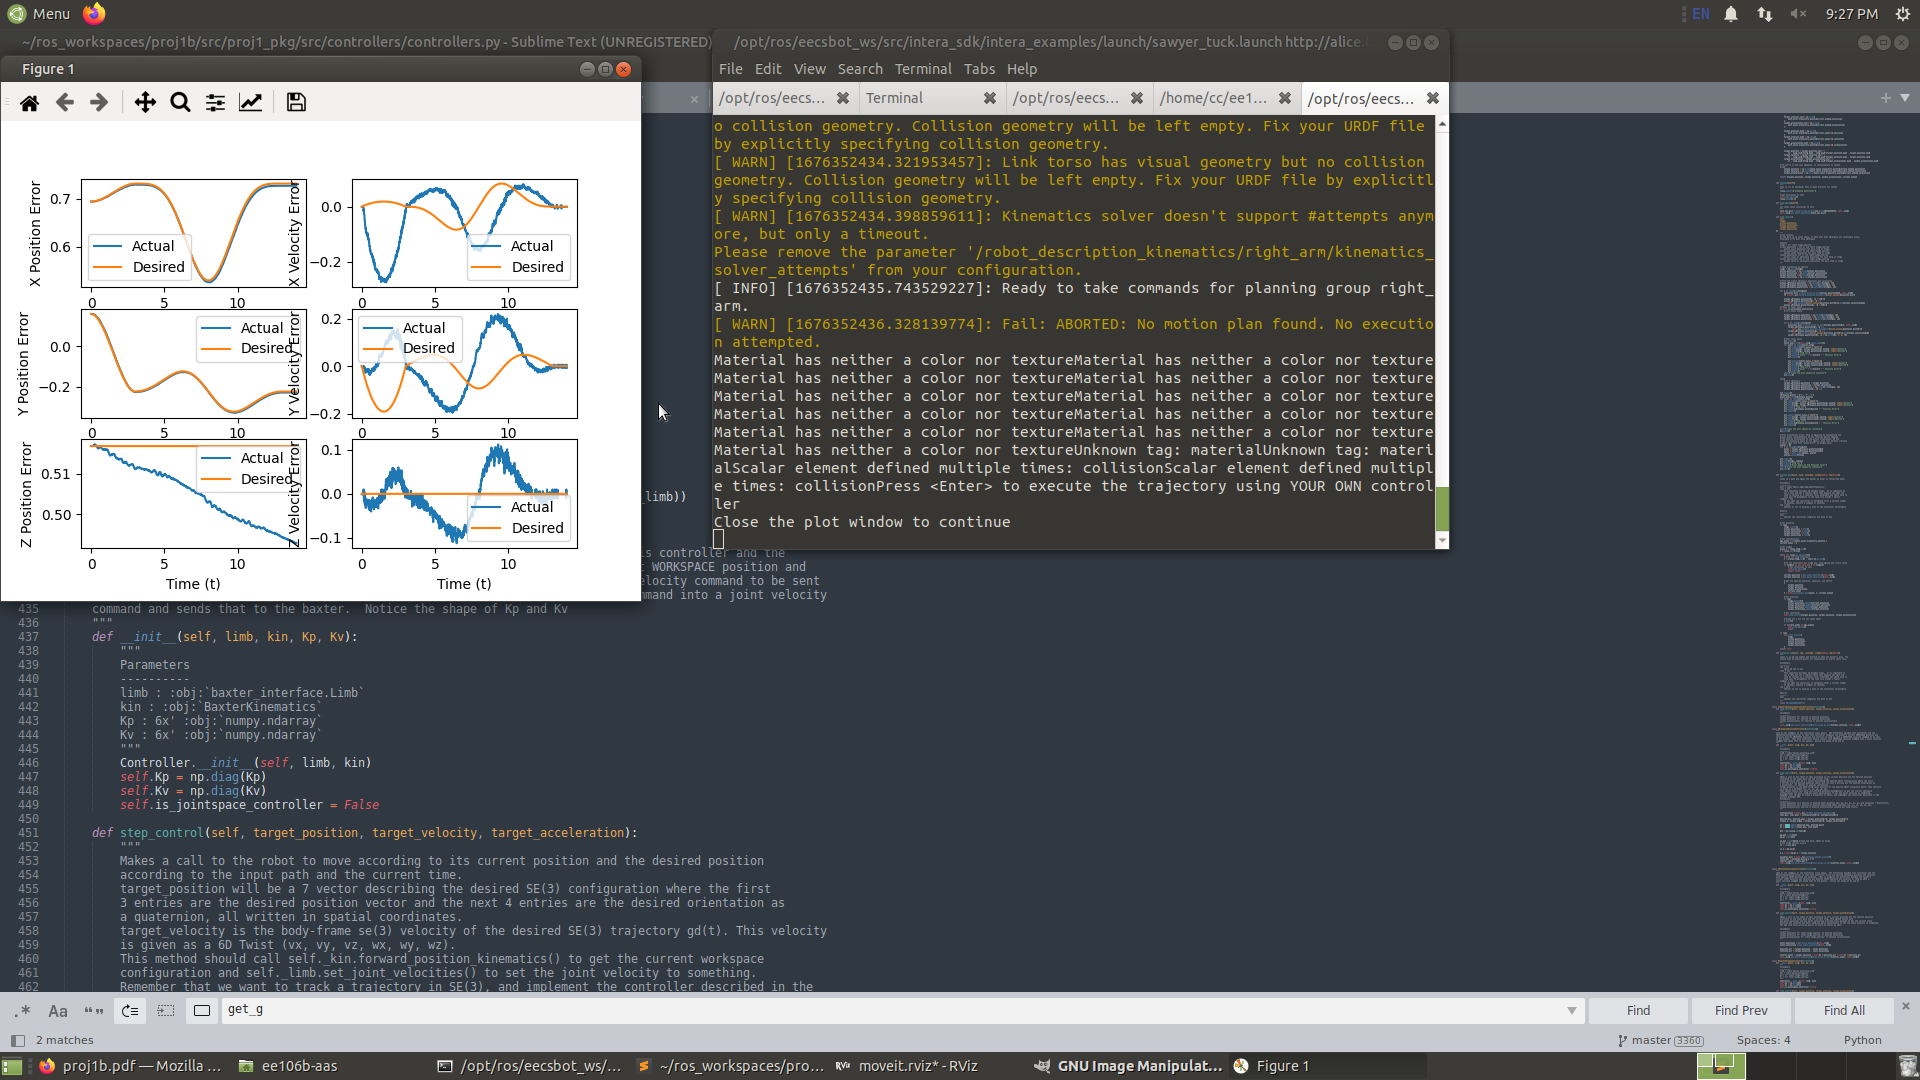 Menu
EN
9:27 PM
~/ros_workspaces/proj1b/src/proj1_pkg/src/controllers/controllers.py - Sublime Text (UNREGISTERED)
/opt/ros/eecsbot_ws/src/intera_sdk/intera_examples/launch/sawyer_tuck.launch http://alice.
Figure 1
File Edit View Search Terminal Tabs Help
/opt/ros/eecs...
Terminal
/opt/ros/eecs...
/home/cc/ee1...
/opt/ros/eecs...
o collision geometry. Collision geometry will be left empty. Fix your URDF file
by explicitly specifying collision geometry.
[ WARN] [1676352434.321953457]: Link torso has visual geometry but no collision
geometry. Collision geometry will be left empty. Fix your URDF file by explicitl
y specifying collision geometry.
[ WARN] [1676352434.398859611]: Kinematics solver doesn't support #attempts anym
ore, but only a timeout.
Please remove the parameter '/robot_description_kinematics/right_arm/kinematics_
solver_attempts' from your configuration.
[ INFO] [1676352435.743529227]: Ready to take commands for planning group right_
arm.
[ WARN] [1676352436.328139774]: Fail: ABORTED: No motion plan found. No executio
n attempted.
Material has neither a color nor textureMaterial has neither a color nor texture
Material has neither a color nor textureMaterial has neither a color nor texture
Material has neither a color nor textureMaterial has neither a color nor texture
Material has neither a color nor textureMaterial has neither a color nor texture
Material has neither a color nor textureMaterial has neither a color nor texture
Material has neither a color nor textureUnknown tag: materialUnknown tag: materi
alScalar element defined multiple times: collisionScalar element defined multipl
e times: collisionPress <Enter> to execute the trajectory using YOUR OWN control
ler
Close the plot window to continue
X Position Error
0.7
0.6
Actual
Desired
0 5 10
X Velocity Error
0.0
−0.2
Actual
Desired
0 5 10
Y Position Error
0.0
−0.2
Actual
Desired
0 5 10
Y Velocity Error
0.2
0.0
−0.2
Actual
Desired
0 5 10
Z Position Error
0.51
0.50
Actual
Desired
0 5 10
Time (t)
Z Velocity Error
0.1
0.0
−0.1
Actual
Desired
0 5 10
Time (t)
limb))
s controller and the
WORKSPACE position and
locity command to be sent
mmand into a joint velocity
435 command and sends that to the baxter. Notice the shape of Kp and Kv
436 """
437 def __init__(self, limb, kin, Kp, Kv):
438 """
439 Parameters
440 ----------
441 limb : :obj:`baxter_interface.Limb`
442 kin : :obj:`BaxterKinematics`
443 Kp : 6x' :obj:`numpy.ndarray`
444 Kv : 6x' :obj:`numpy.ndarray`
445 """
446 Controller.__init__(self, limb, kin)
447 self.Kp = np.diag(Kp)
448 self.Kv = np.diag(Kv)
449 self.is_jointspace_controller = False
450
451 def step_control(self, target_position, target_velocity, target_acceleration):
452 """
453 Makes a call to the robot to move according to its current position and the desired position
454 according to the input path and the current time.
455 target_position will be a 7 vector describing the desired SE(3) configuration where the first
456 3 entries are the desired position vector and the next 4 entries are the desired orientation as
457 a quaternion, all written in spatial coordinates.
458 target_velocity is the body-frame se(3) velocity of the desired SE(3) trajectory gd(t). This velocity
459 is given as a 6D Twist (vx, vy, vz, wx, wy, wz).
460 This method should call self._kin.forward_position_kinematics() to get the current workspace
461 configuration and self._limb.set_joint_velocities() to set the joint velocity to something.
462 Remember that we want to track a trajectory in SE(3), and implement the controller described in the
.* Aa “”
get_g
Find
Find Prev
Find All
2 matches
master 3360
Spaces: 4
Python
proj1b.pdf — Mozilla ...
ee106b-aas
/opt/ros/eecsbot_ws/...
~/ros_workspaces/pro...
RViz
moveit.rviz* - RViz
GNU Image Manipulat...
Figure 1